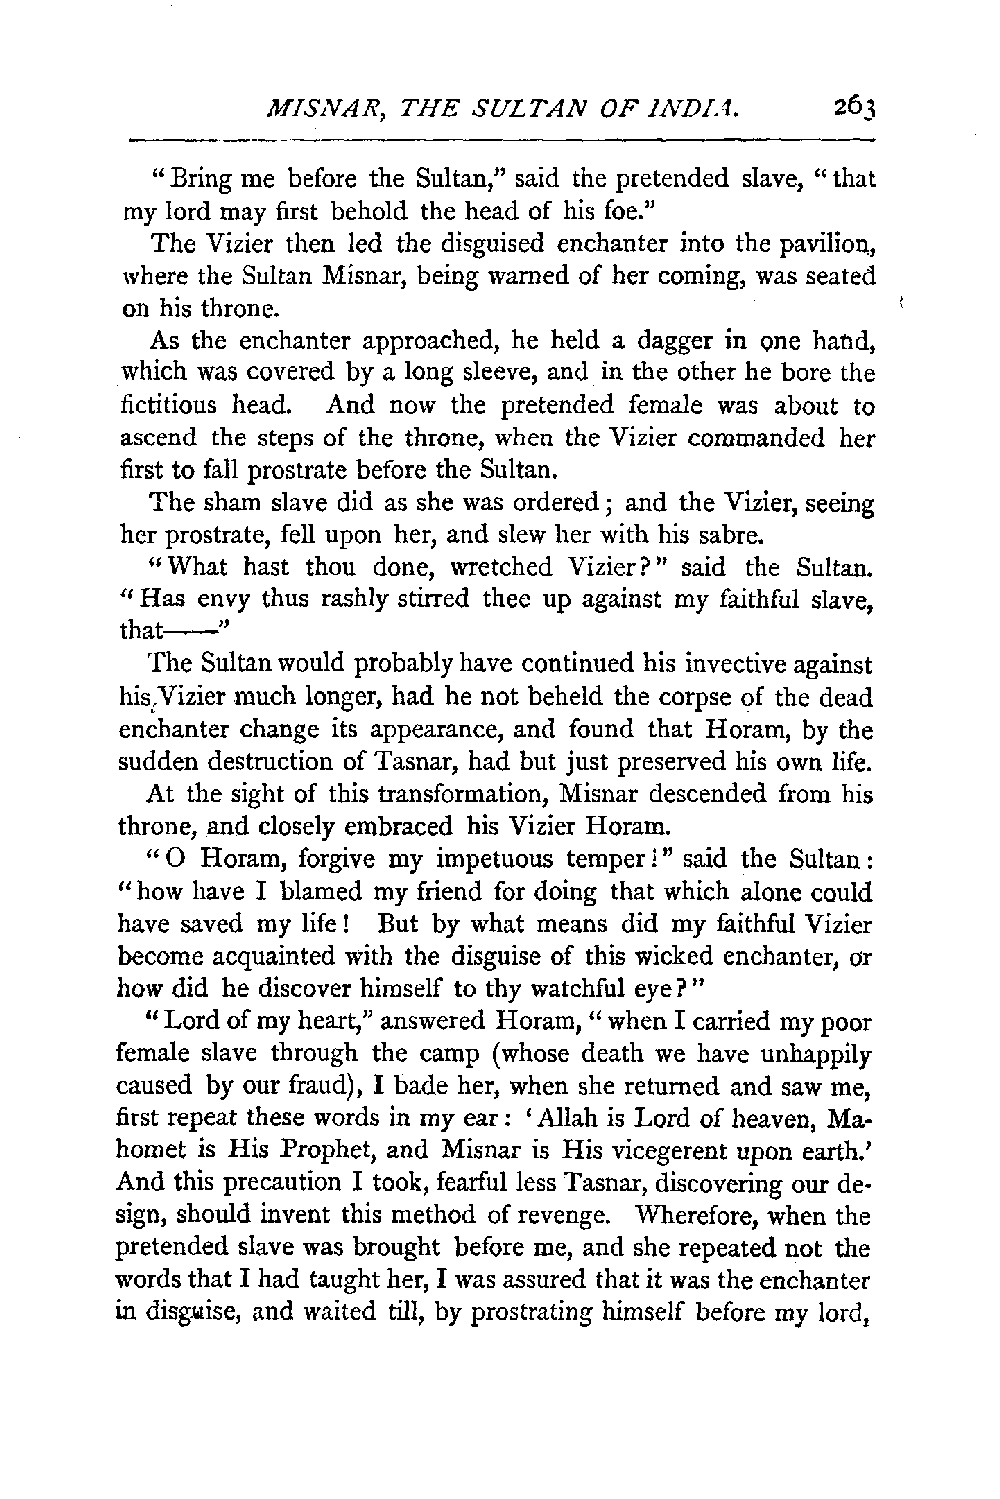 MISNAR, THE SULTAN OF INDIA. 263
“Bring me before the Sultan,” said the pretended slave, “that
my lord may first behold the head of his foe.”
The Vizier then led the disguised enchanter into the pavilion,
where the Sultan Misnar, being warned of her coming, was seated
on his throne.
As the enchanter approached, he held a dagger in one hand,
which was covered by a long sleeve, and in the other he bore the
fictitious head. And now the pretended female was about to
ascend the steps of the throne, when the Vizier commanded her
first to fall prostrate before the Sultan.
The sham slave did as she was ordered; and the Vizier, seeing
her prostrate, fell upon her, and slew her with his sabre.
“What hast thou done, wretched Vizier?” said the Sultan.
“Has envy thus rashly stirred thee up against my faithful slave,
that——”
The Sultan would probably have continued his invective against
his Vizier much longer, had he not beheld the corpse of the dead
enchanter change its appearance, and found that Horam, by the
sudden destruction of Tasnar, had but just preserved his own life.
At the sight of this transformation, Misnar descended from his
throne, and closely embraced his Vizier Horam.
“O Horam, forgive my impetuous temper!” said the Sultan:
“how have I blamed my friend for doing that which alone could
have saved my life! But by what means did my faithful Vizier
become acquainted with the disguise of this wicked enchanter, or
how did he discover himself to thy watchful eye?”
“Lord of my heart,” answered Horam, “when I carried my poor
female slave through the camp (whose death we have unhappily
caused by our fraud), I bade her, when she returned and saw me,
first repeat these words in my ear: ‘Allah is Lord of heaven, Ma-
homet is His Prophet, and Misnar is His vicegerent upon earth.’
And this precaution I took, fearful less Tasnar, discovering our de-
sign, should invent this method of revenge. Wherefore, when the
pretended slave was brought before me, and she repeated not the
words that I had taught her, I was assured that it was the enchanter
in disguise, and waited till, by prostrating himself before my lord,